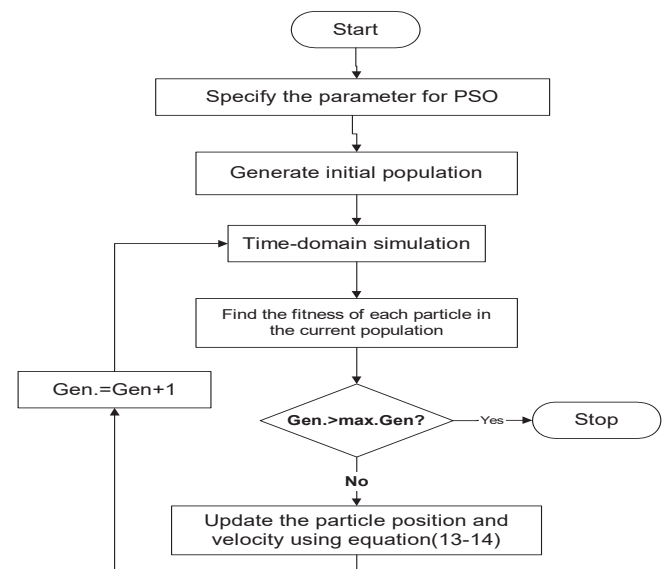 Start
Specify the parameter for PSO
Generate initial population
Time-domain simulation
Find the fitness of each particle in
the current population
Gen.=Gen+1
Gen.>max.Gen?
Yes
Stop
No
Update the particle position and
velocity using equation(13-14)